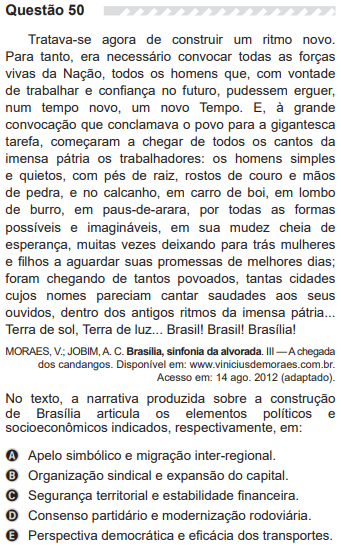 Questão 50
Tratava-se agora de construir um ritmo novo.
Para tanto, era necessário convocar todas as forças
vivas da Nação, todos os homens que, com vontade
de trabalhar e confiança no futuro, pudessem erguer,
num tempo novo, um novo Tempo. E, à grande
convocação que conclamava o povo para a gigantesca
tarefa, começaram a chegar de todos os cantos da
imensa pátria os trabalhadores: os homens simples
e quietos, com pés de raiz, rostos de couro e mãos
de pedra, e no calcanho, em carro de boi, em lombo
de burro, em paus-de-arara, por todas as formas
possíveis e imagináveis, em sua mudez cheia de
esperança, muitas vezes deixando para trás mulheres
e filhos a aguardar suas promessas de melhores dias;
foram chegando de tantos povoados, tantas cidades
cujos nomes pareciam cantar saudades aos seus
ouvidos, dentro dos antigos ritmos da imensa pátria...
Terra de sol, Terra de luz... Brasil! Brasil! Brasília!
MORAES, V.; JOBIM, A. C. Brasília, sinfonia da alvorada. III — A chegada
dos candangos. Disponível em: www.viniciusdemoraes.com.br.
Acesso em: 14 ago. 2012 (adaptado).
No texto, a narrativa produzida sobre a construção
de Brasília articula os elementos políticos e
socioeconômicos indicados, respectivamente, em:
A Apelo simbólico e migração inter-regional.
B Organização sindical e expansão do capital.
C Segurança territorial e estabilidade financeira.
D Consenso partidário e modernização rodoviária.
E Perspectiva democrática e eficácia dos transportes.